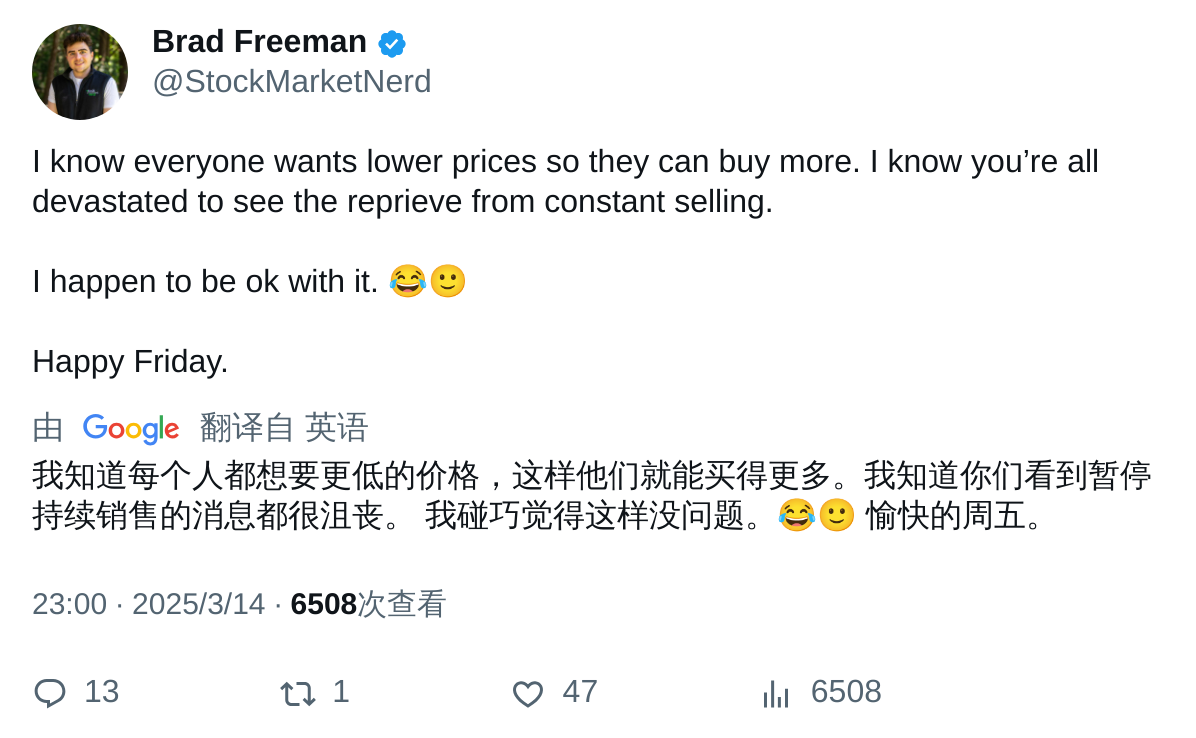 Brad Freeman
@StockMarketNerd
I know everyone wants lower prices so they can buy more. I know you’re all
devastated to see the reprieve from constant selling.
I happen to be ok with it. 😂🙂
Happy Friday.
由 Google 翻译自 英语
我知道每个人都想要更低的价格，这样他们就能买得更多。我知道你们看到暂停
持续销售的消息都很沮丧。 我碰巧觉得这样没问题。😂🙂 愉快的周五。
23:00 · 2025/3/14 · 6508次查看
13 1 47 6508